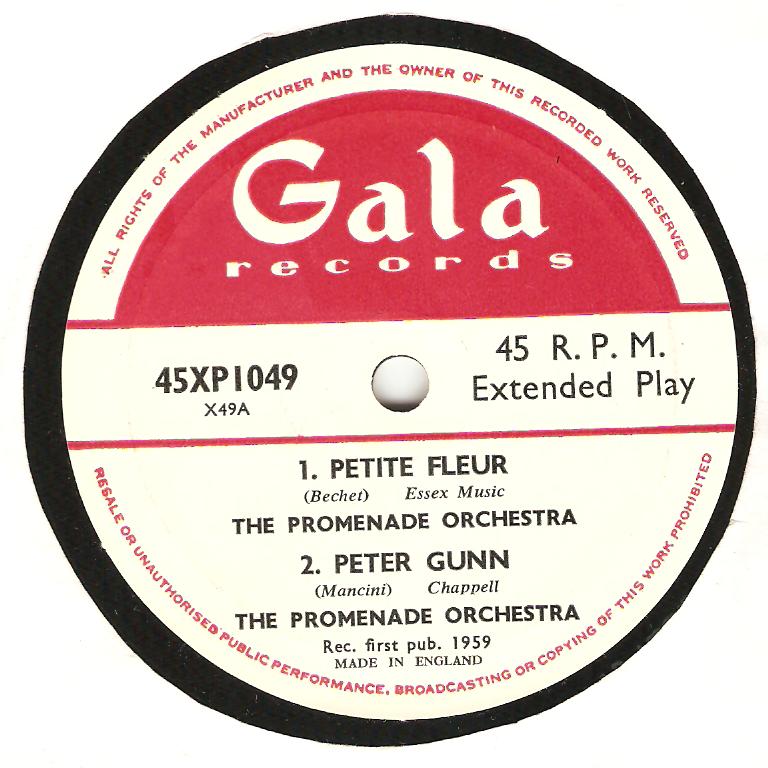 ALL RIGHTS OF THE MANUFACTURER AND THE OWNER OF THIS RECORDED WORK RESERVED
Gala
records
45XP1049
X49A
45 R.P.M.
Extended Play
1. PETITE FLEUR
(Bechet) Essex Music
THE PROMENADE ORCHESTRA
2. PETER GUNN
(Mancini) Chappell
THE PROMENADE ORCHESTRA
Rec. first pub. 1959
MADE IN ENGLAND
RESALE OR UNAUTHORISED PUBLIC PERFORMANCE, BROADCASTING OR COPYING OF THIS WORK PROHIBITED